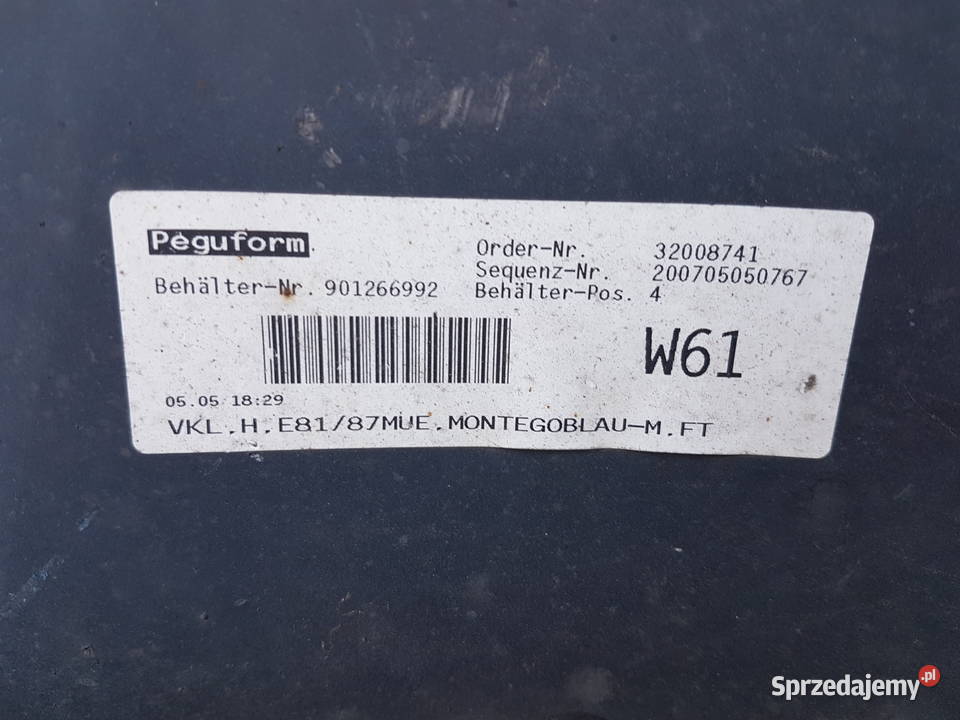 Peguform
Order-Nr. 32008741
Sequenz-Nr. 200705050767
Behälter-Nr. 901266992 Behälter-Pos. 4
W61
05.05 18:29
VKL.H.E81/87MUE.MONTEGOBLAU-M.FT
Sprzedajemy.pl